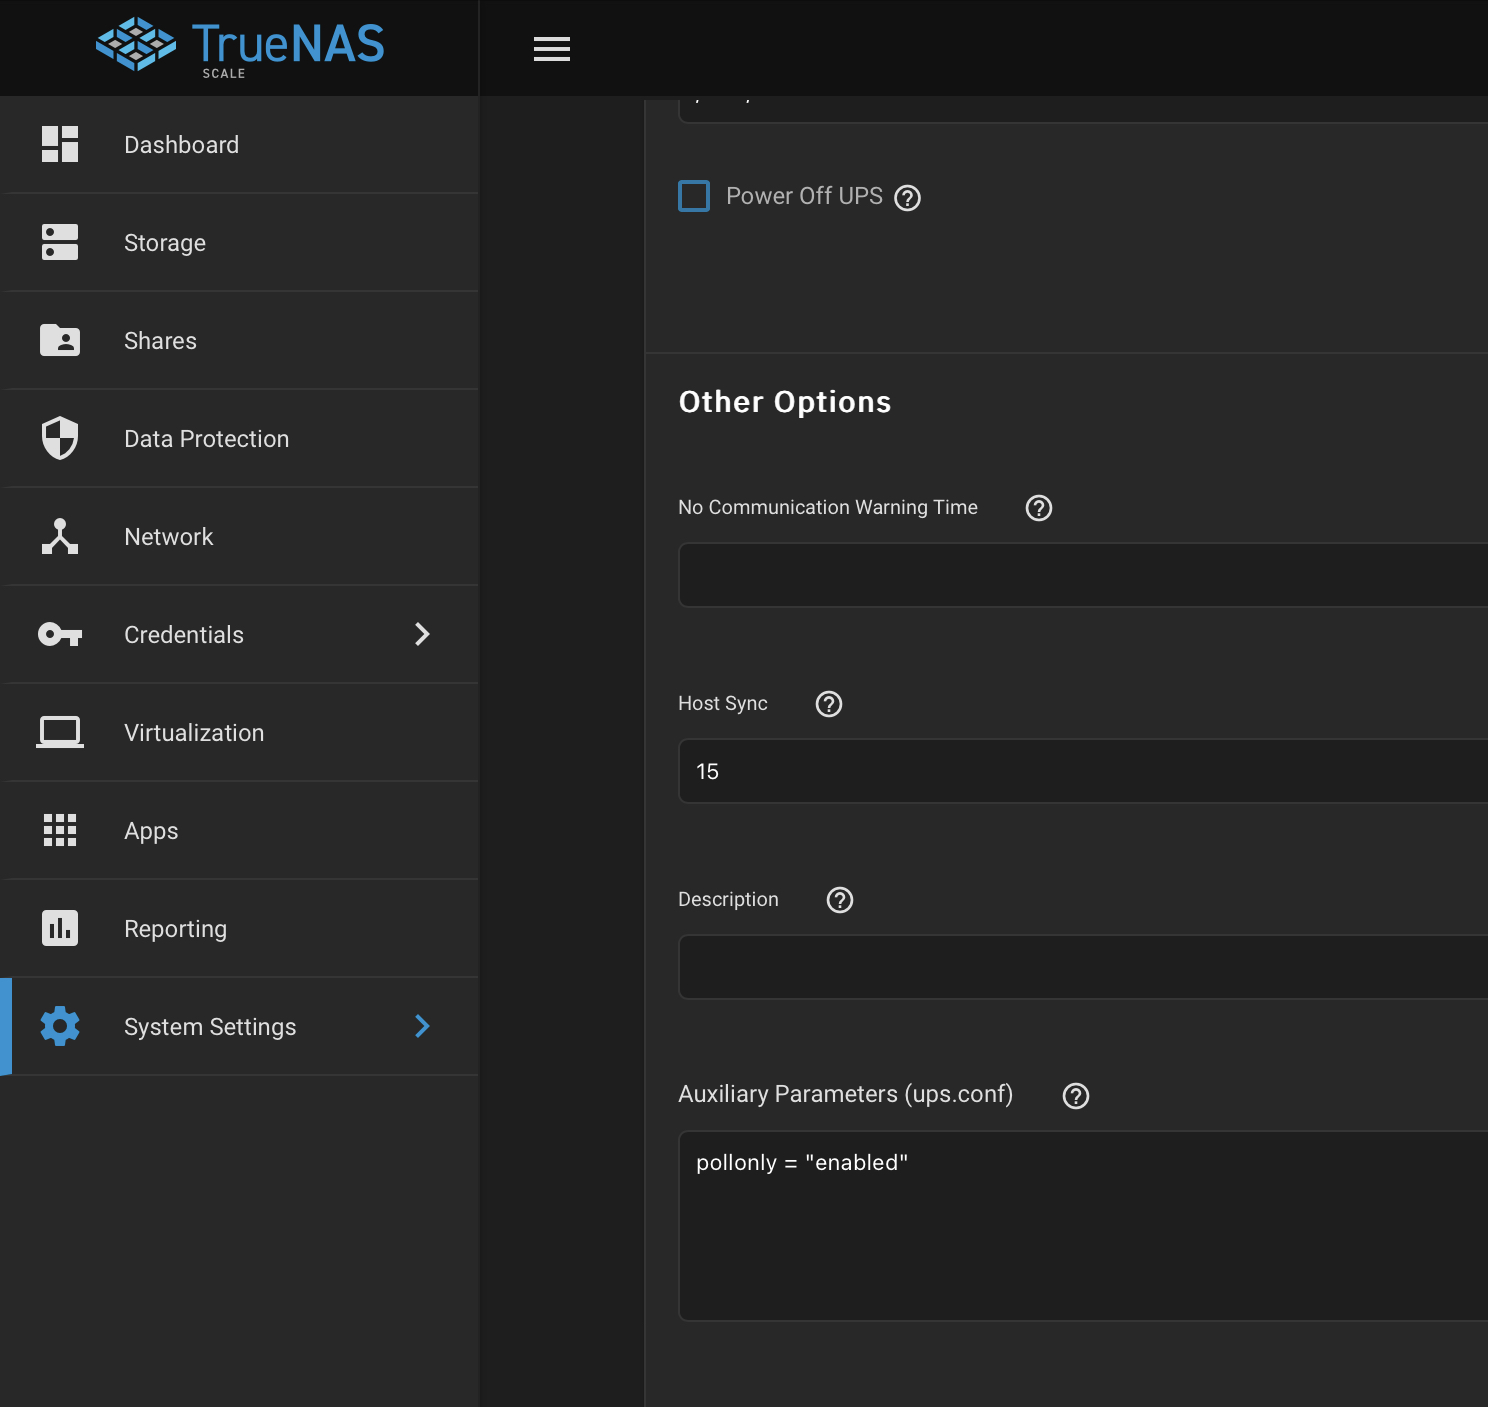 TrueNAS
SCALE
Dashboard
Storage
Shares
Data Protection
Network
Credentials
Virtualization
Apps
Reporting
System Settings
Power Off UPS
Other Options
No Communication Warning Time
Host Sync
15
Description
Auxiliary Parameters (ups.conf)
pollonly = "enabled"